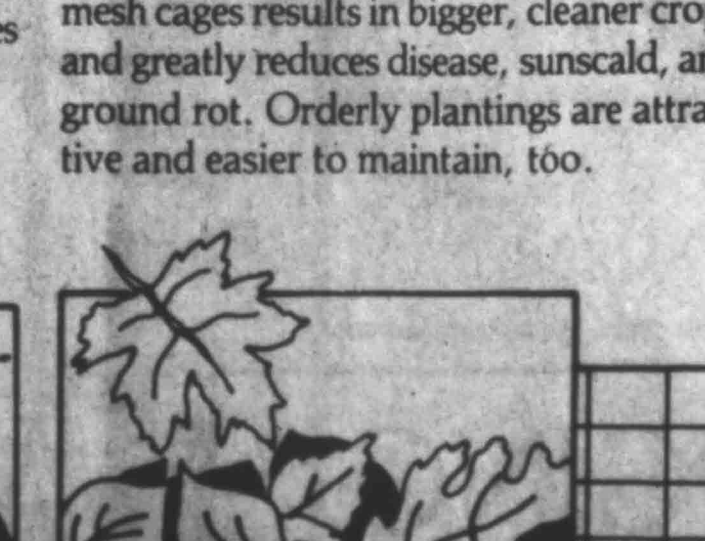 es
mesh cages results in bigger, cleaner
and greatly reduces disease, sunscald,
ground rot. Orderly plantings are
tive and easier to maintain, too.